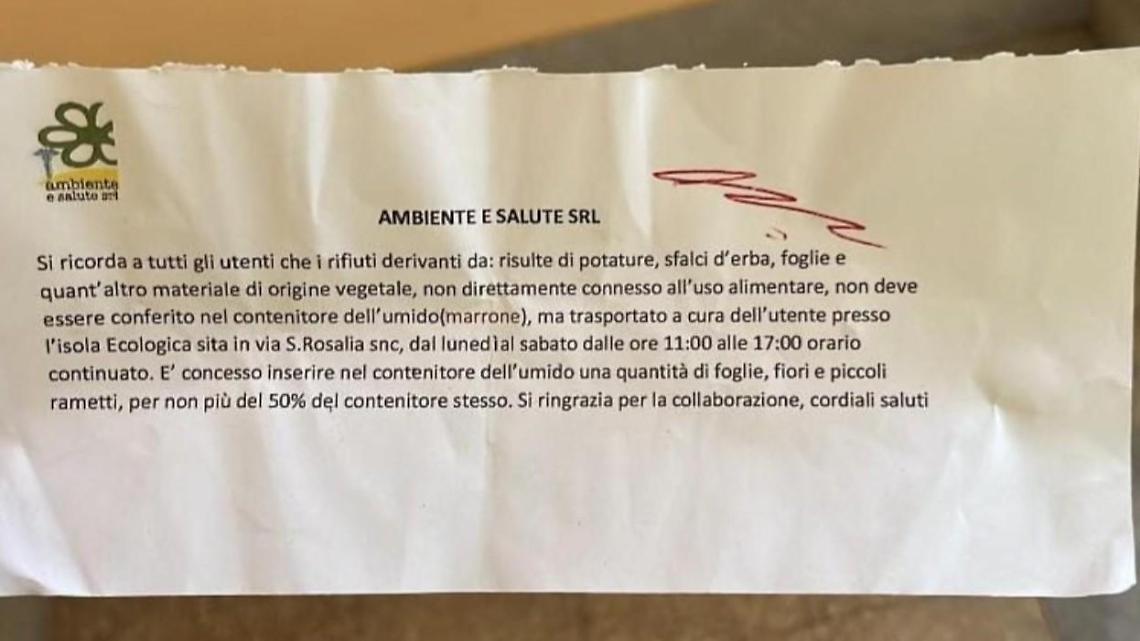 ambiente
e salute srl
AMBIENTE E SALUTE SRL
Si ricorda a tutti gli utenti che i rifiuti derivanti da: risulte di potature, sfalci d'erba, foglie e
quant'altro materiale di origine vegetale, non direttamente connesso all'uso alimentare, non deve
essere conferito nel contenitore dell'umido(marrone), ma trasportato a cura dell'utente presso
l'isola Ecologica sita in via S.Rosalia snc, dal lunedìal sabato dalle ore 11:00 alle 17:00 orario
continuato. E' concesso inserire nel contenitore dell'umido una quantità di foglie, fiori e piccoli
rametti, per non più del 50% del contenitore stesso. Si ringrazia per la collaborazione, cordiali saluti